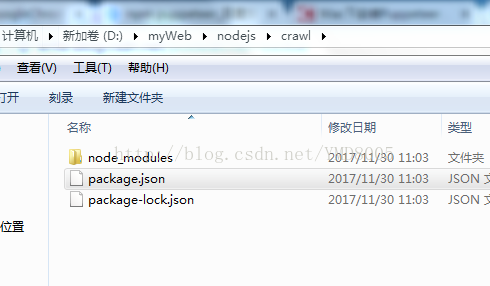 计算机 ▸ 新加卷 (D:) ▸ myWeb ▸ nodejs ▸ crawl ▸
查看(V) 工具(T) 帮助(H)
打开 刻录 新建文件夹
名称 修改日期 类型
node_modules 2017/11/30 11:03 文件夹
http://blog.csdn.net/YMD8005
package.json 2017/11/30 11:03 JSON 文
package-lock.json 2017/11/30 11:03 JSON 文
位置